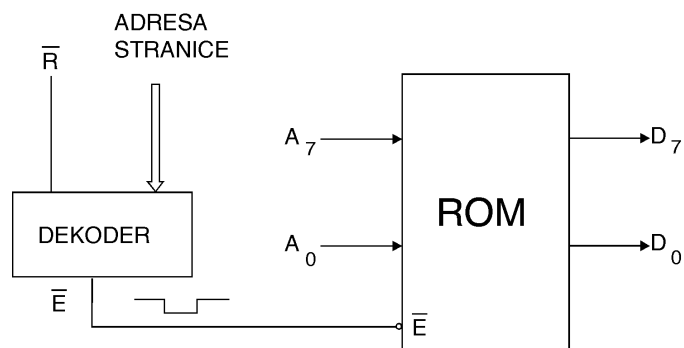 ADRESA
STRANICE
R̅
A₇
D₇
DEKODER
ROM
A₀
D₀
E̅
E̅